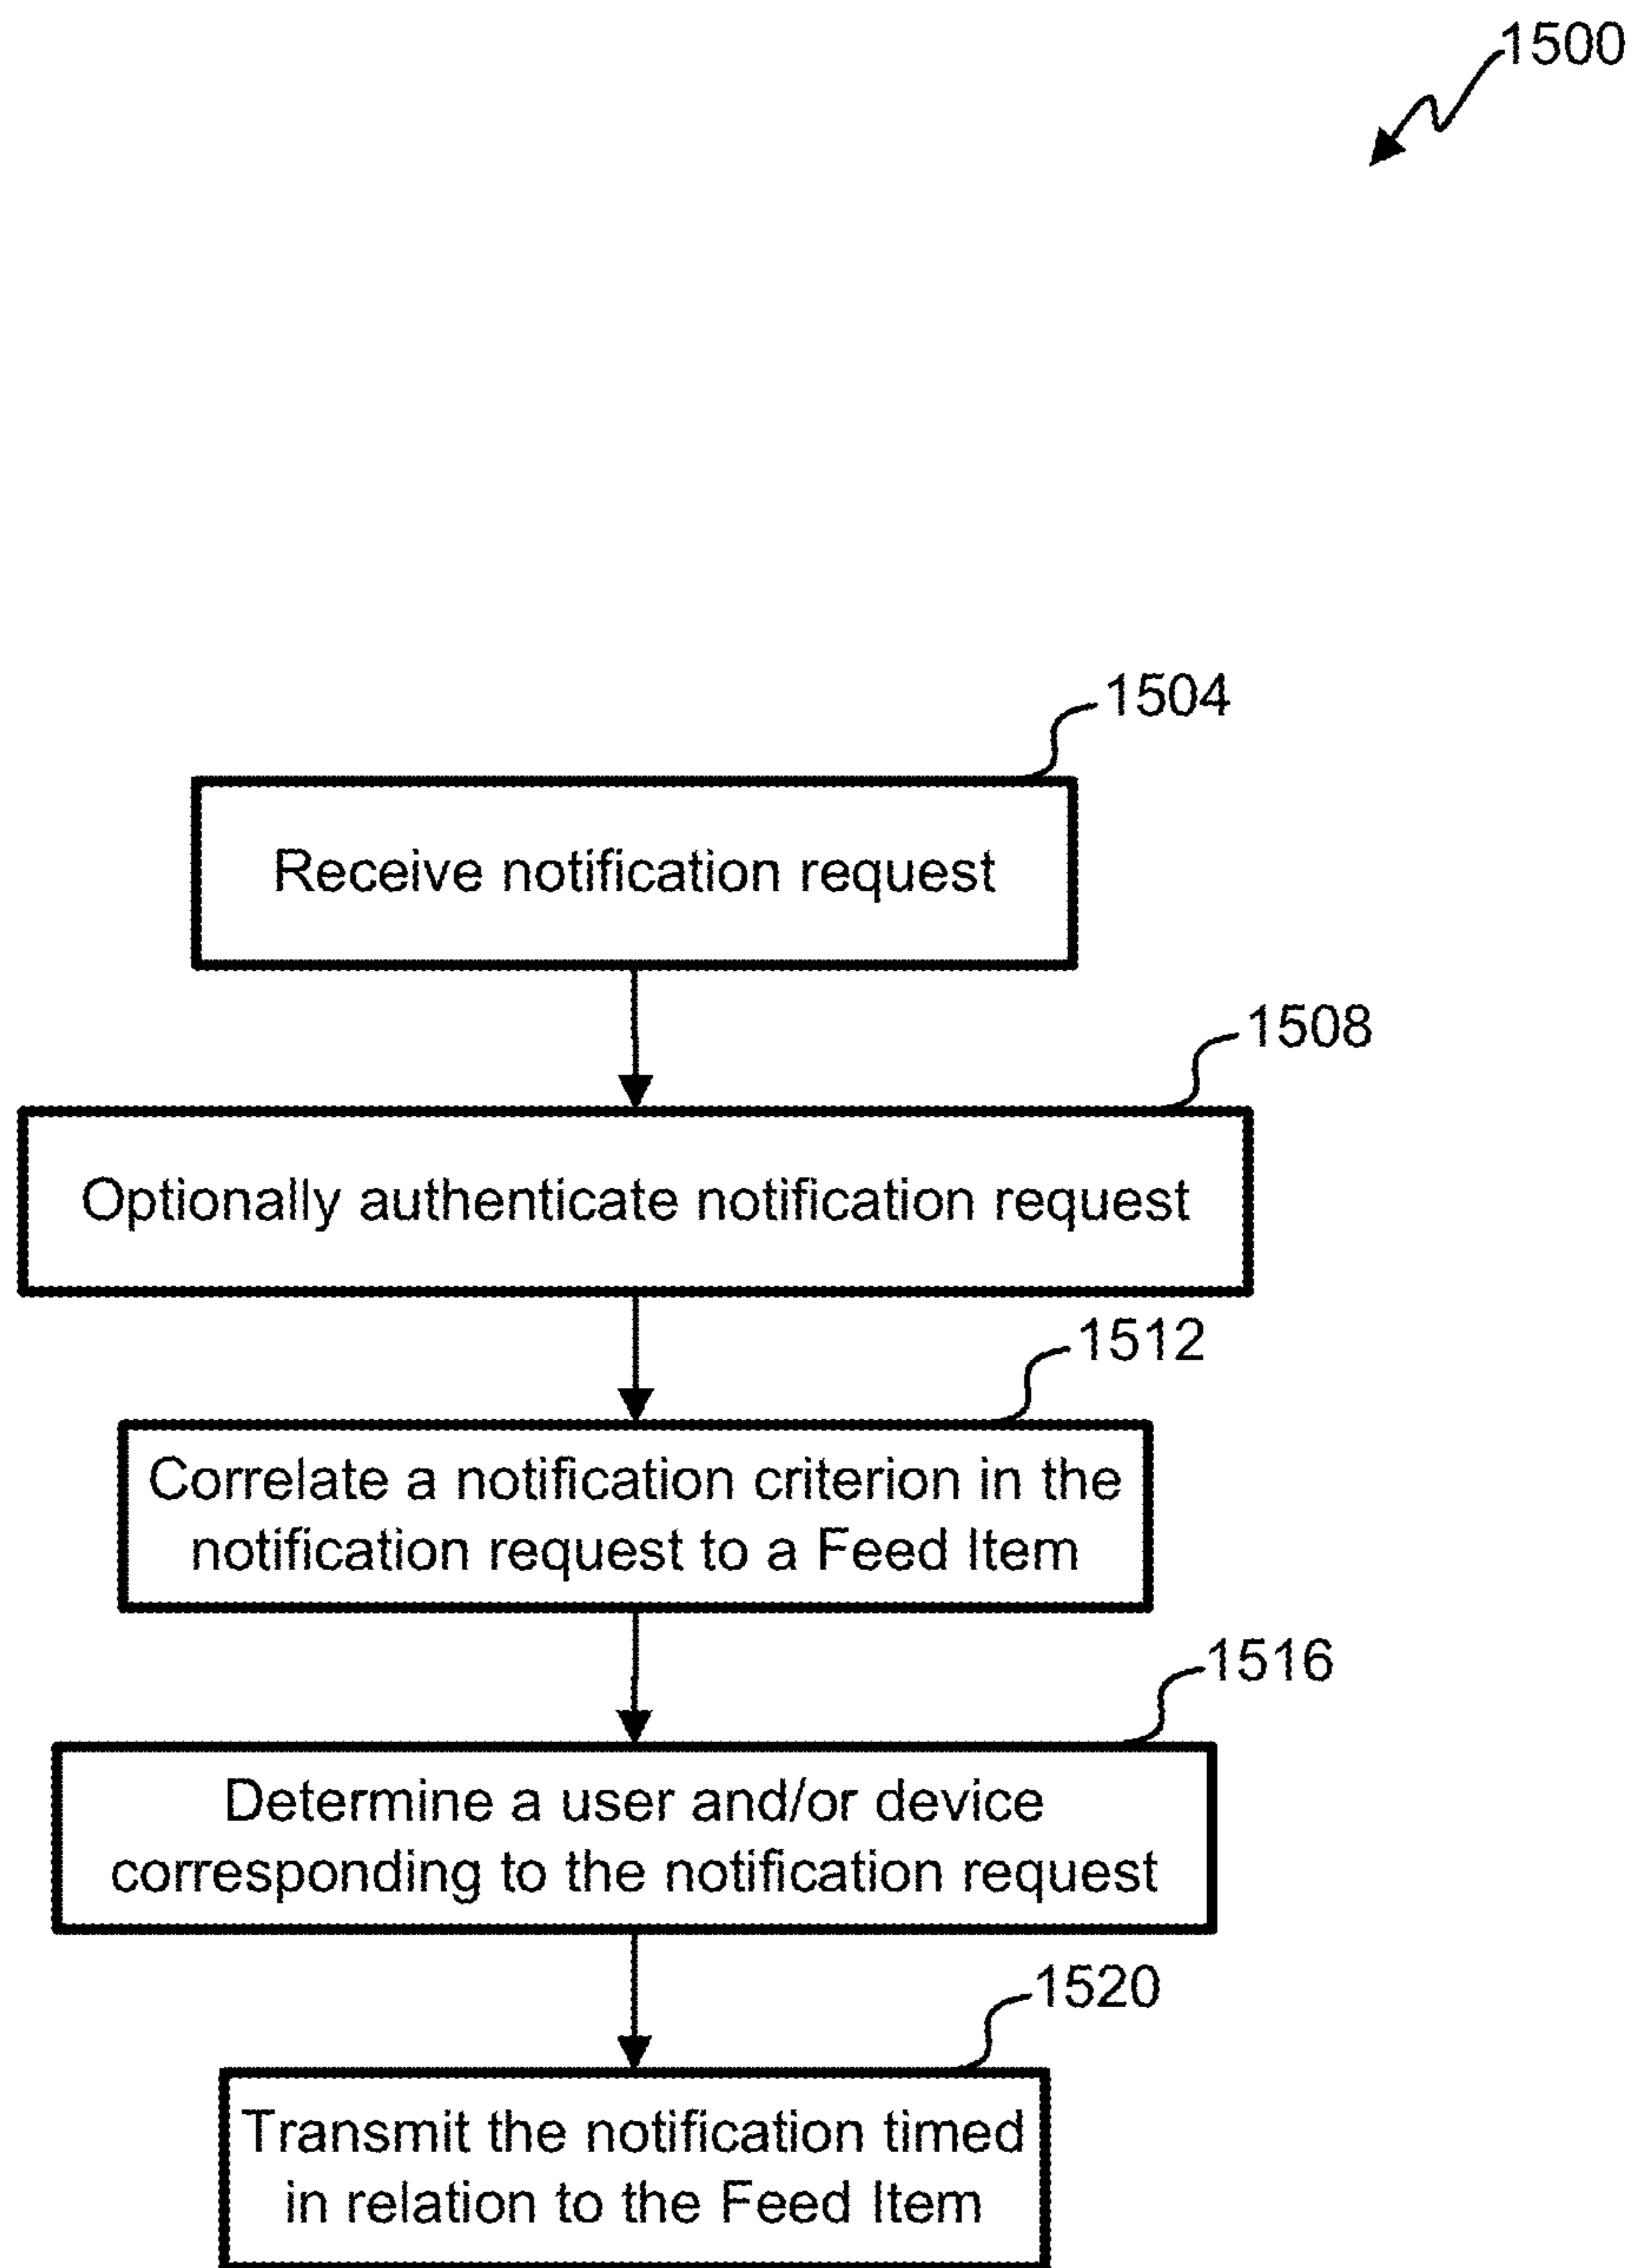 1500
1504
Receive notification request
1508
Optionally authenticate notification request
1512
Correlate a notification criterion in the
notification request to a Feed Item
1516
Determine a user and/or device
corresponding to the notification request
1520
Transmit the notification timed
in relation to the Feed Item